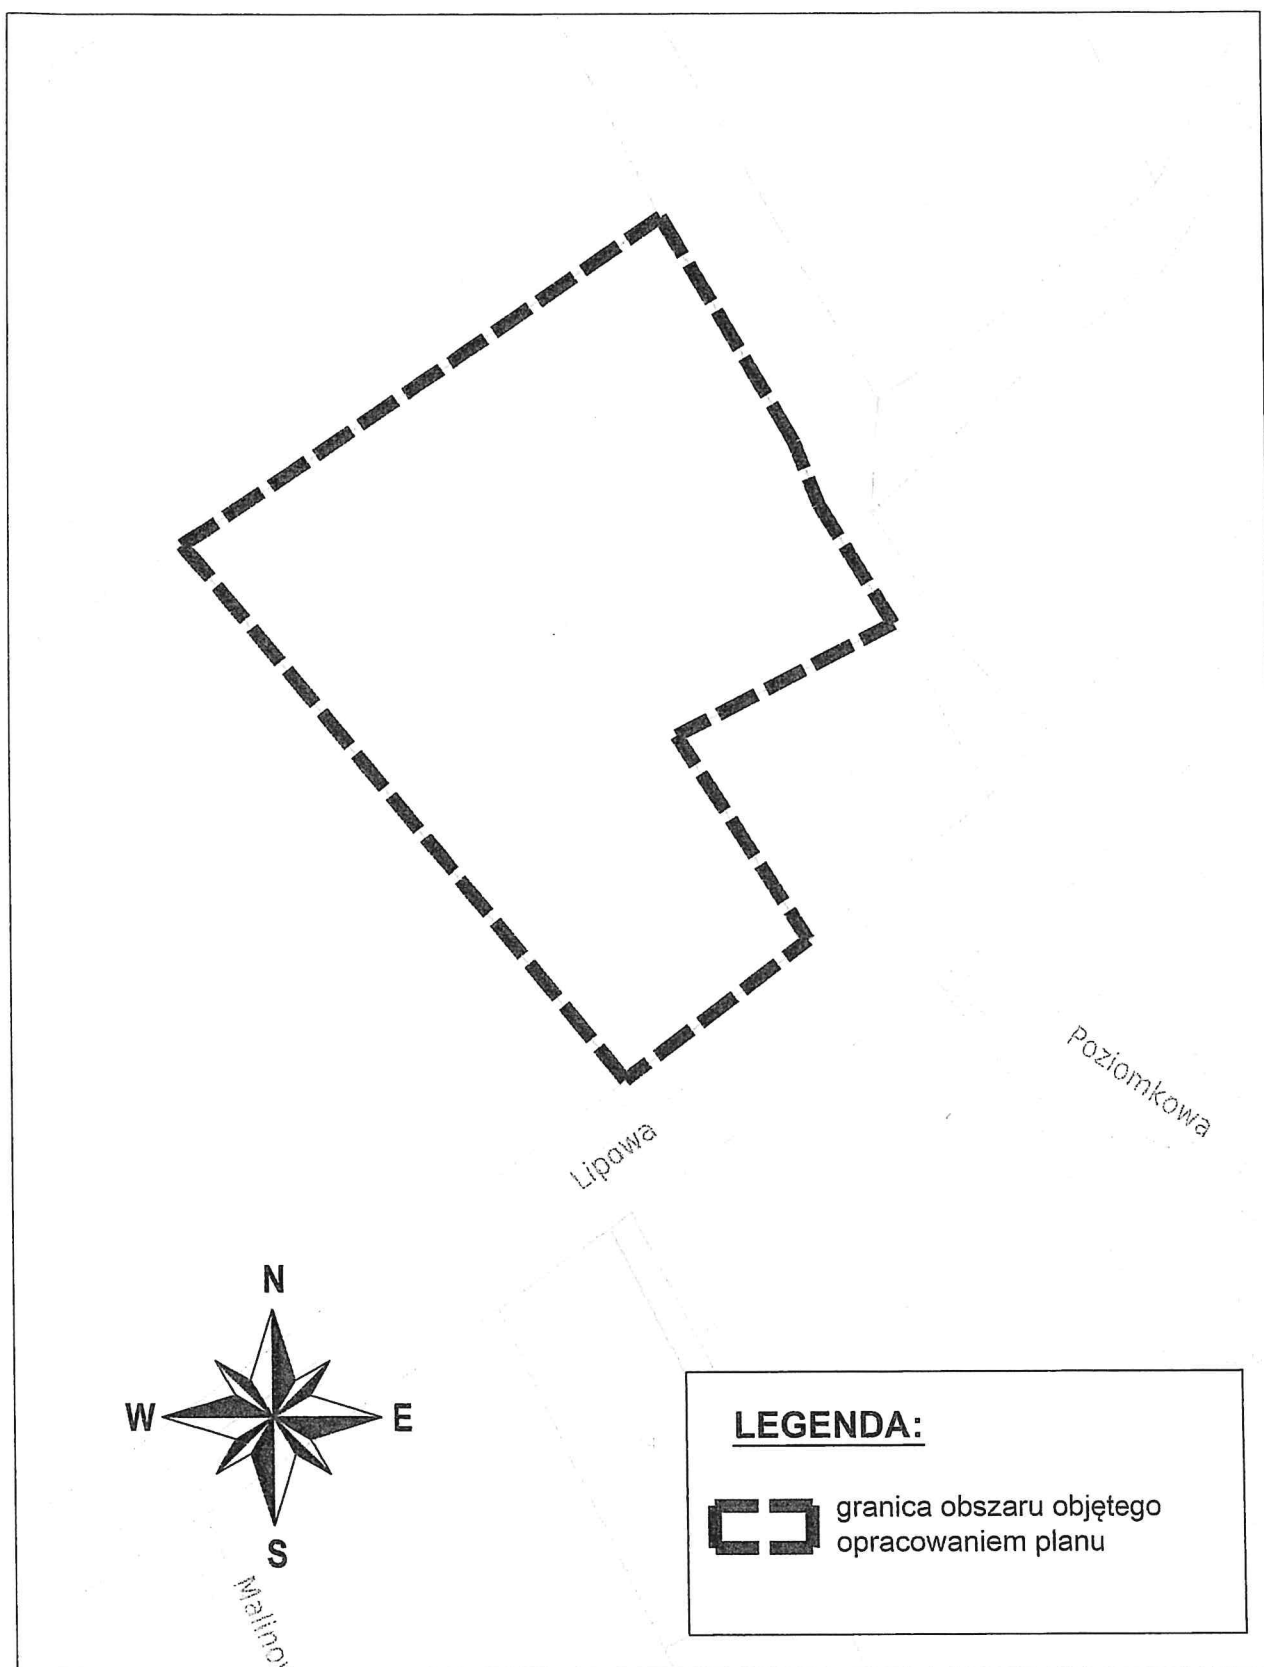 Poziomkowa
Lipowa
N
W
E
S
LEGENDA:
granica obszaru objętego
opracowaniem planu